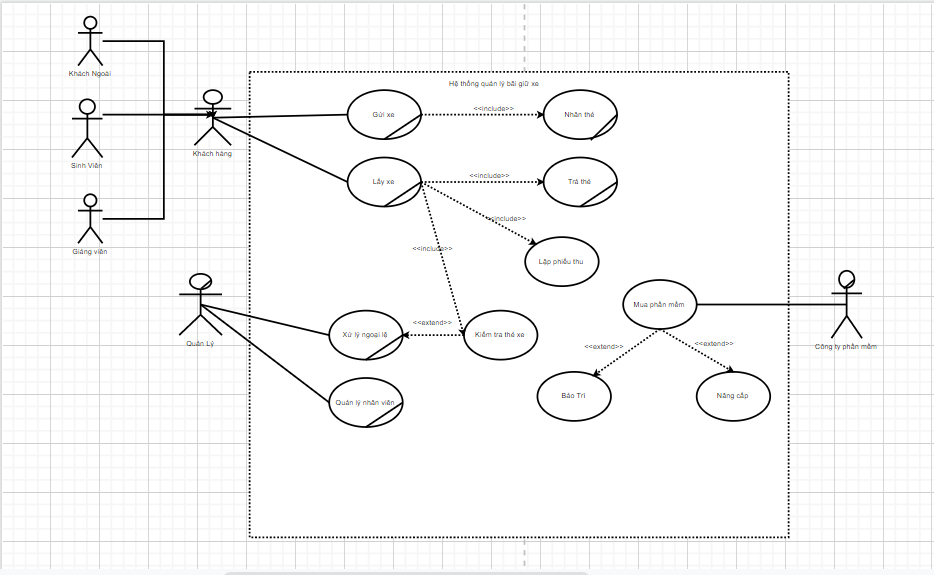 Khách Ngoài
Hệ thống quản lý bãi giữ xe
Gửi xe
<<include>>
Nhận thẻ
Khách hàng
Sinh Viên
Lấy xe
<<include>>
Trả thẻ
<<include>>
Giảng viên
<<include>>
Lập phiếu thu
Mua phần mềm
Quản Lý
Xử lý ngoại lệ
<<extend>>
Kiểm tra thẻ xe
Công ty phần mềm
<<extend>>
<<extend>>
Quản lý nhân viên
Bảo Trì
Nâng cấp